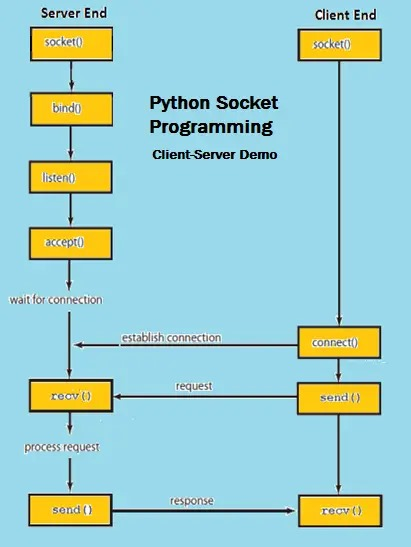 Server End
Client End
socket()
socket()
bind()
Python Socket
Programming
Client-Server Demo
listen()
accept()
wait for connection
establish connection
connect()
recv()
request
send()
process request
send()
response
recv()